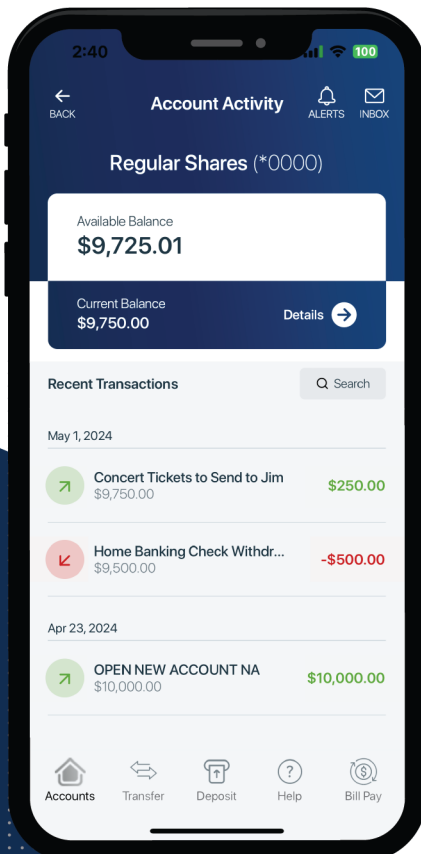 2:40
100
BACK
Account Activity
ALERTS
INBOX
Regular Shares (*0000)
Available Balance
$9,725.01
Current Balance
$9,750.00
Details
Recent Transactions
Search
May 1, 2024
Concert Tickets to Send to Jim
$9,750.00
$250.00
Home Banking Check Withdr...
$9,500.00
-$500.00
Apr 23, 2024
OPEN NEW ACCOUNT NA
$10,000.00
$10,000.00
Accounts
Transfer
Deposit
Help
Bill Pay